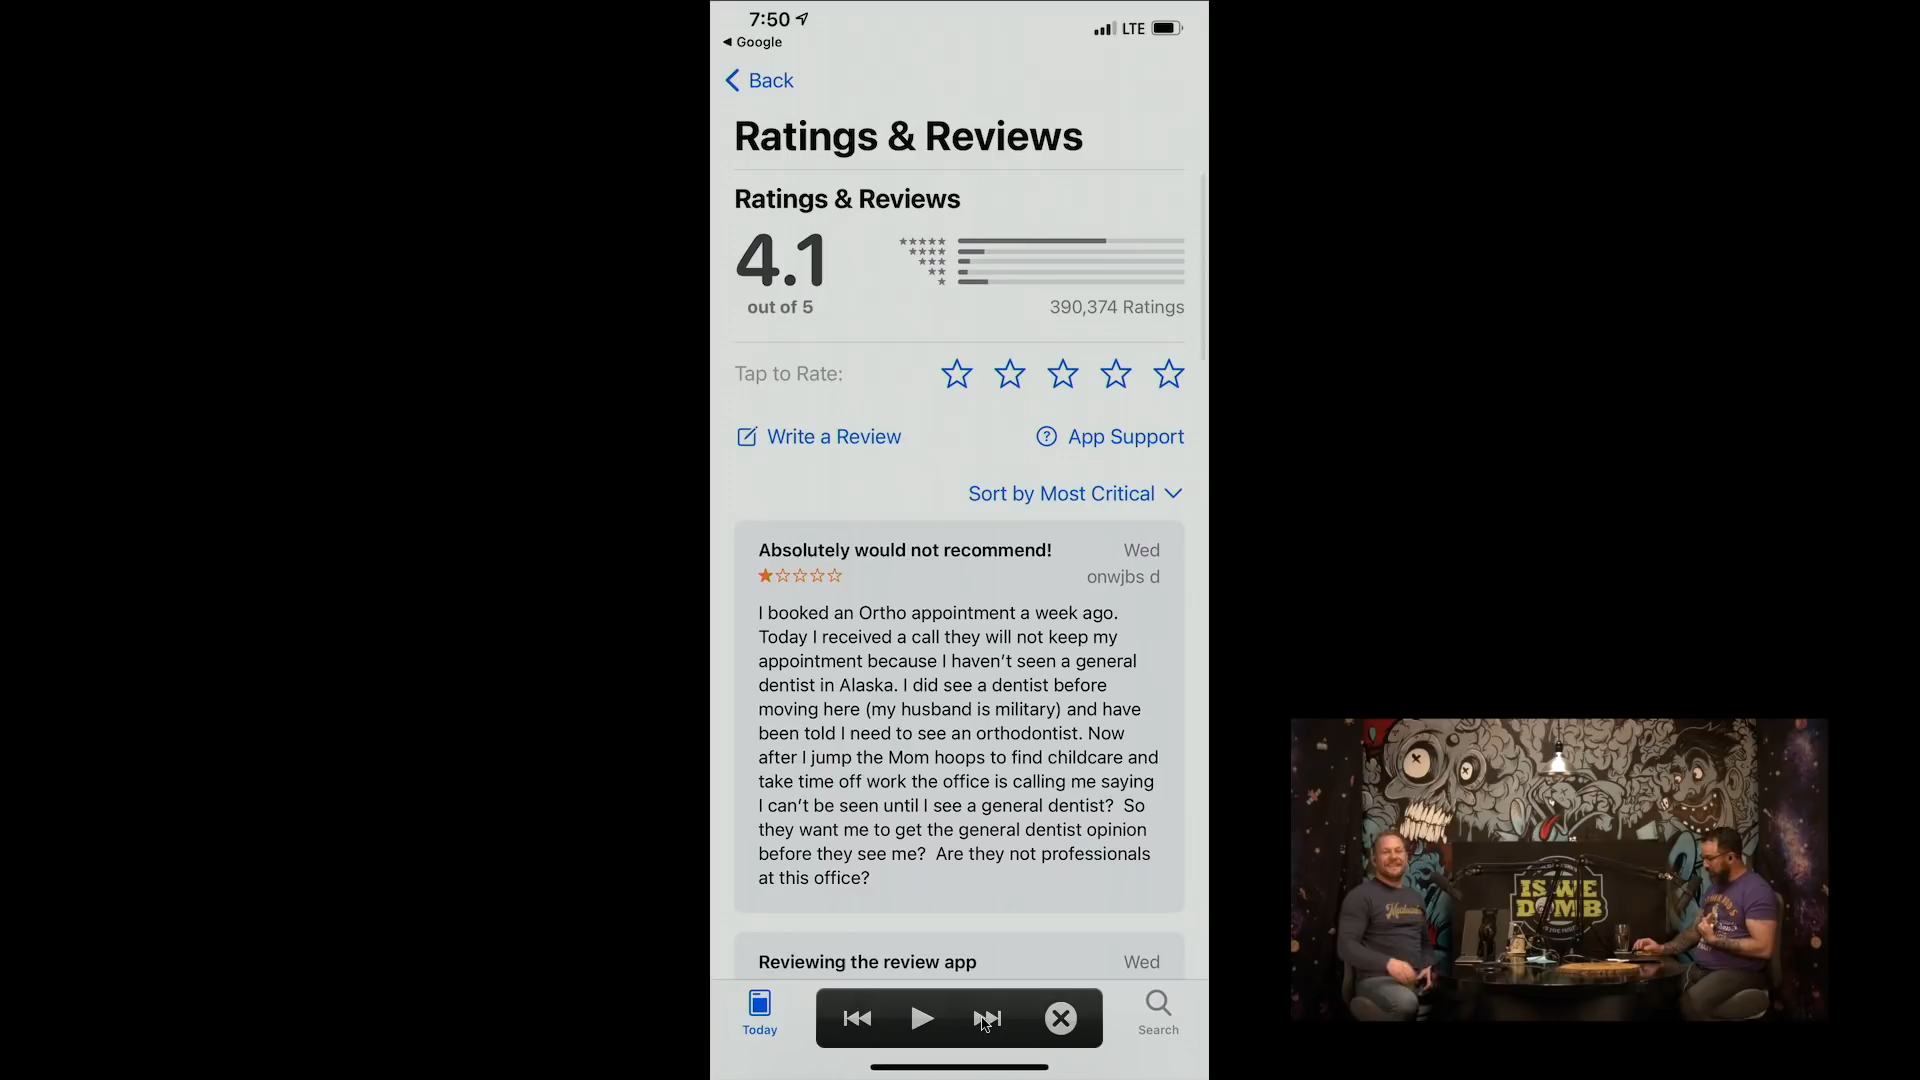 7:50
LTE
◀ Google
Back
Ratings & Reviews
Ratings & Reviews
4.1
out of 5
390,374 Ratings
Tap to Rate:
Write a Review
App Support
Sort by Most Critical
Absolutely would not recommend!
Wed
onwjbs d
I booked an Ortho appointment a week ago.
Today I received a call they will not keep my
appointment because I haven't seen a general
dentist in Alaska. I did see a dentist before
moving here (my husband is military) and have
been told I need to see an orthodontist. Now
after I jump the Mom hoops to find childcare and
take time off work the office is calling me saying
I can't be seen until I see a general dentist?  So
they want me to get the general dentist opinion
before they see me?  Are they not professionals
at this office?
Reviewing the review app
Wed
Today
Search
IS WE
DOMB